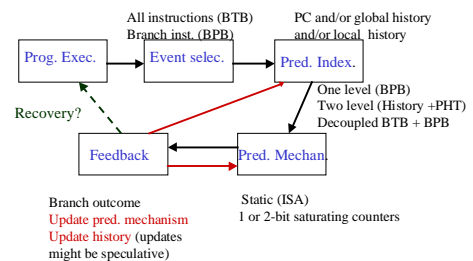 All instructions (BTB)
Branch inst. (BPB)
PC and/or global history
and/or local history
Prog. Exec.
Event selec.
Pred. Index.
One level (BPB)
Two level (History +PHT)
Decoupled BTB + BPB
Recovery?
Feedback
Pred. Mechan.
Static (ISA)
1 or 2-bit saturating counters
Branch outcome
Update pred. mechanism
Update history (updates
might be speculative)